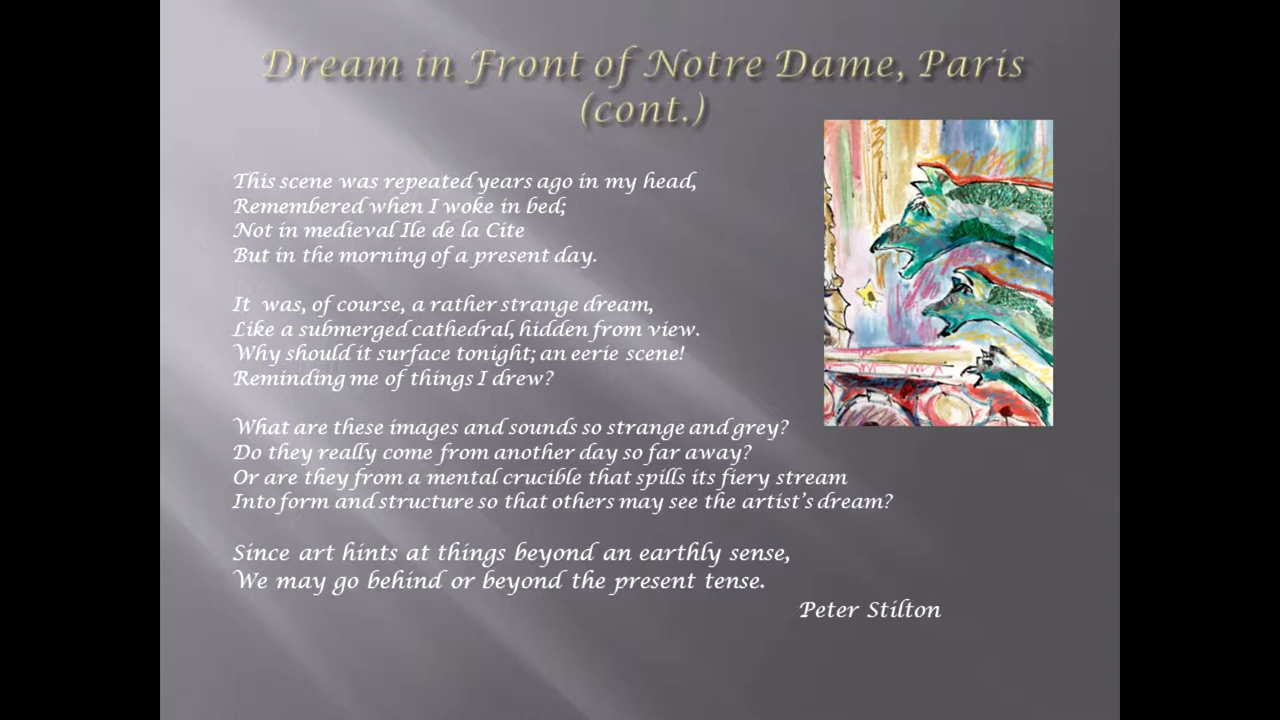 Dream in Front of Notre Dame, Paris
(cont.)
This scene was repeated years ago in my head,
Remembered when I woke in bed;
Not in medieval Ile de la Cite
But in the morning of a present day.
It was, of course, a rather strange dream,
Like a submerged cathedral, hidden from view.
Why should it surface tonight; an eerie scene!
Reminding me of things I drew?
What are these images and sounds so strange and grey?
Do they really come from another day so far away?
Or are they from a mental crucible that spills its fiery stream
Into form and structure so that others may see the artist's dream?
Since art hints at things beyond an earthly sense,
We may go behind or beyond the present tense.
Peter Stilton